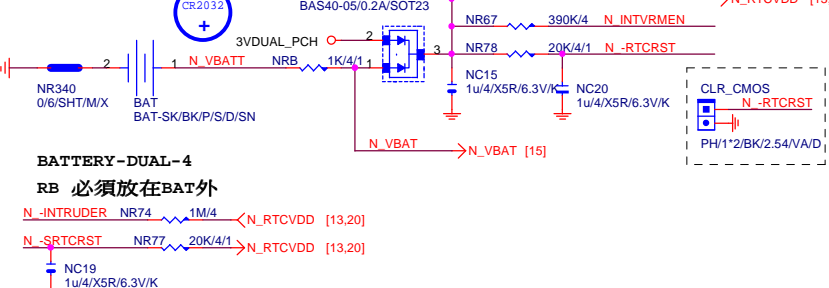 CR2032
+
BAS40-05/0.2A/SOT23
NR67 390K/4 N_INTVRMEN
3VDUAL_PCH 2
NR78 20K/4/1 N_-RTCRST
3
2 1 N_VBATT NRB 1K/4/1 1
NC15
1u/4/X5R/6.3V/K
NC20
1u/4/X5R/6.3V/K
CLR_CMOS
N_-RTCRST
PH/1*2/BK/2.54/VA/D
NR340
0/6/SHT/M/X
BAT
BAT-SK/BK/P/S/D/SN
N_VBAT N_VBAT [15]
BATTERY-DUAL-4
RB 必須放在BAT外
N_-INTRUDER NR74 1M/4 N_RTCVDD [13,20]
N_-SRTCRST NR77 20K/4/1 N_RTCVDD [13,20]
NC19
1u/4/X5R/6.3V/K